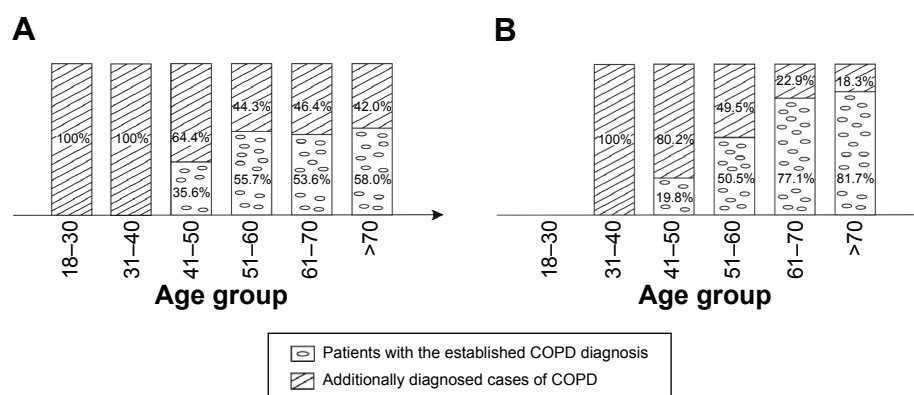 A
B
100% 100% 64.4% 44.3% 46.4% 42.0%
35.6% 55.7% 53.6% 58.0%
18–30 31–40 41–50 51–60 61–70 >70
Age group
100% 80.2% 49.5% 22.9% 18.3%
19.8% 50.5% 77.1% 81.7%
18–30 31–40 41–50 51–60 61–70 >70
Age group
Patients with the established COPD diagnosis
Additionally diagnosed cases of COPD